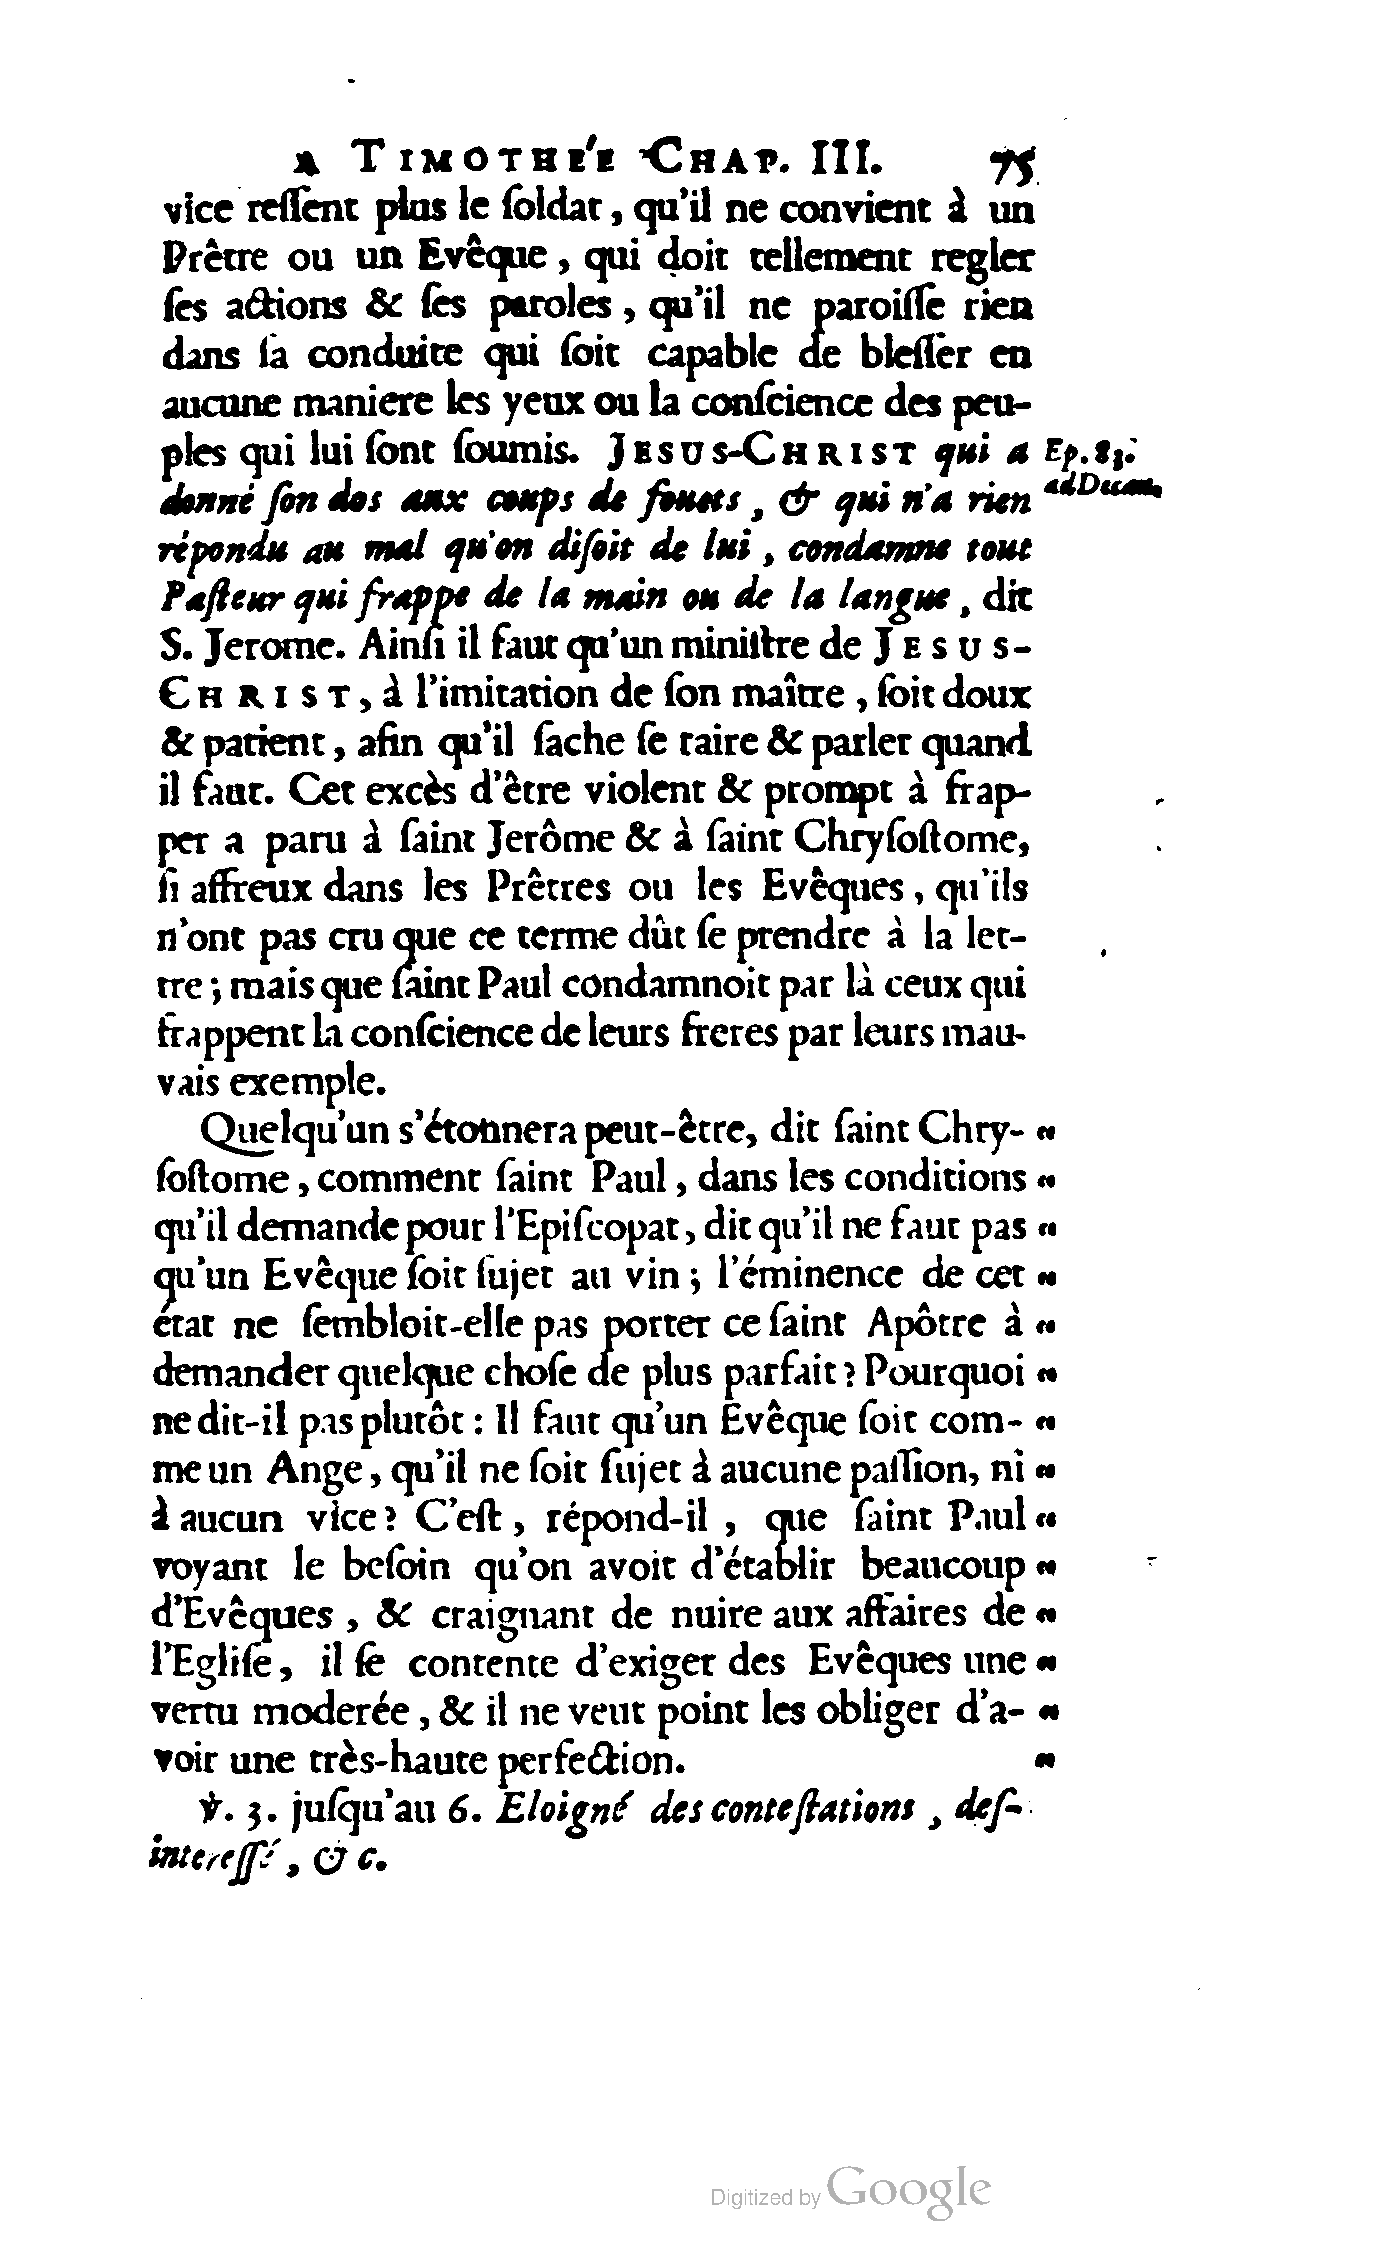 A TIMOTHE'E CHAP. III. 75
vice reſſent plus le ſoldat, qu'il ne convient à un
Prêtre ou un Evêque, qui doit tellement regler
ſes actions & ſes paroles, qu'il ne paroiſſe rien
dans ſa conduite qui ſoit capable de bleſſer en
aucune maniere les yeux ou la conſcience des peu-
ples qui lui ſont ſoumis. JESUS-CHRIST qui a
donné ſon dos aux coups de fouets, & qui n'a rien
répondu au mal qu'on diſoit de lui, condamne tout
Paſteur qui frappe de la main ou de la langue, dit
S. Jerome. Ainſi il faut qu'un miniſtre de JESUS-
CHRIST, à l'imitation de ſon maître, ſoit doux
& patient, afin qu'il ſache ſe taire & parler quand
il faut. Cet excès d'être violent & prompt à frap-
per a paru à ſaint Jerôme & à ſaint Chryſoſtome,
ſi affreux dans les Prêtres ou les Evêques, qu'ils
n'ont pas cru que ce terme dût ſe prendre à la let-
tre; mais que ſaint Paul condamnoit par là ceux qui
frappent la conſcience de leurs freres par leurs mau-
vais exemple.
Quelqu'un s'étonnera peut-être, dit ſaint Chry- «
ſoſtome, comment ſaint Paul, dans les conditions «
qu'il demande pour l'Epiſcopat, dit qu'il ne faut pas «
qu'un Evêque ſoit ſujet au vin; l'éminence de cet «
état ne ſembloit-elle pas porter ce ſaint Apôtre à «
demander quelque choſe de plus parfait? Pourquoi «
ne dit-il pas plutôt: Il faut qu'un Evêque ſoit com- «
me un Ange, qu'il ne ſoit ſujet à aucune paſſion, ni «
à aucun vice? C'eſt, répond-il, que ſaint Paul «
voyant le beſoin qu'on avoit d'établir beaucoup «
d'Evêques, & craignant de nuire aux affaires de «
l'Egliſe, il ſe contente d'exiger des Evêques une «
vertu moderée, & il ne veut point les obliger d'a- «
voir une très-haute perfection. «
℣. 3. juſqu'au 6. Eloigné des conteſtations, deſ-
intereſſé, & c.
Ep. 83.
ad Ocean.
Digitized by Google